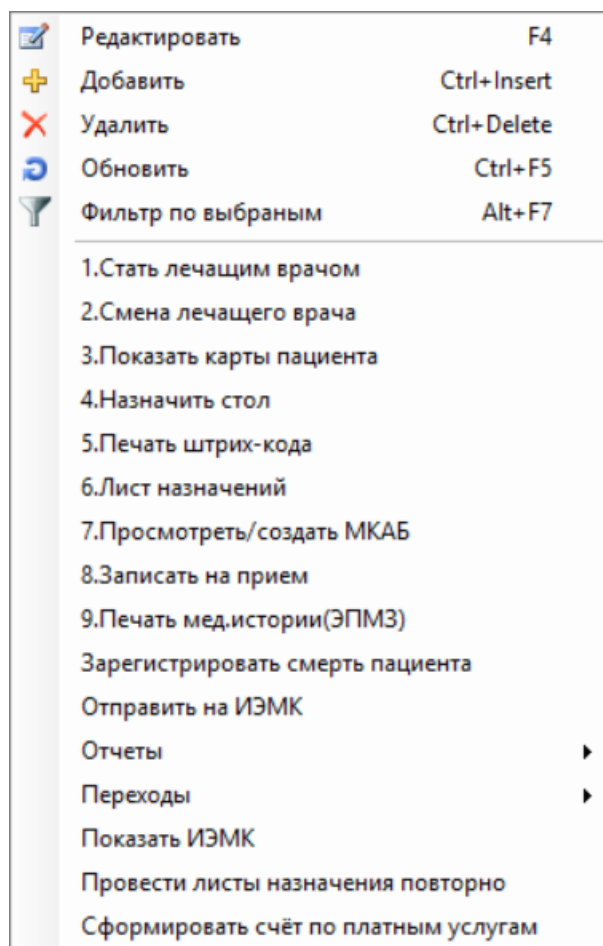 Редактировать F4
Добавить Ctrl+Insert
Удалить Ctrl+Delete
Обновить Ctrl+F5
Фильтр по выбраным Alt+F7
1.Стать лечащим врачом
2.Смена лечащего врача
3.Показать карты пациента
4.Назначить стол
5.Печать штрих-кода
6.Лист назначений
7.Просмотреть/создать МКАБ
8.Записать на прием
9.Печать мед.истории(ЭПМЗ)
Зарегистрировать смерть пациента
Отправить на ИЭМК
Отчеты
Переходы
Показать ИЭМК
Провести листы назначения повторно
Сформировать счёт по платным услугам